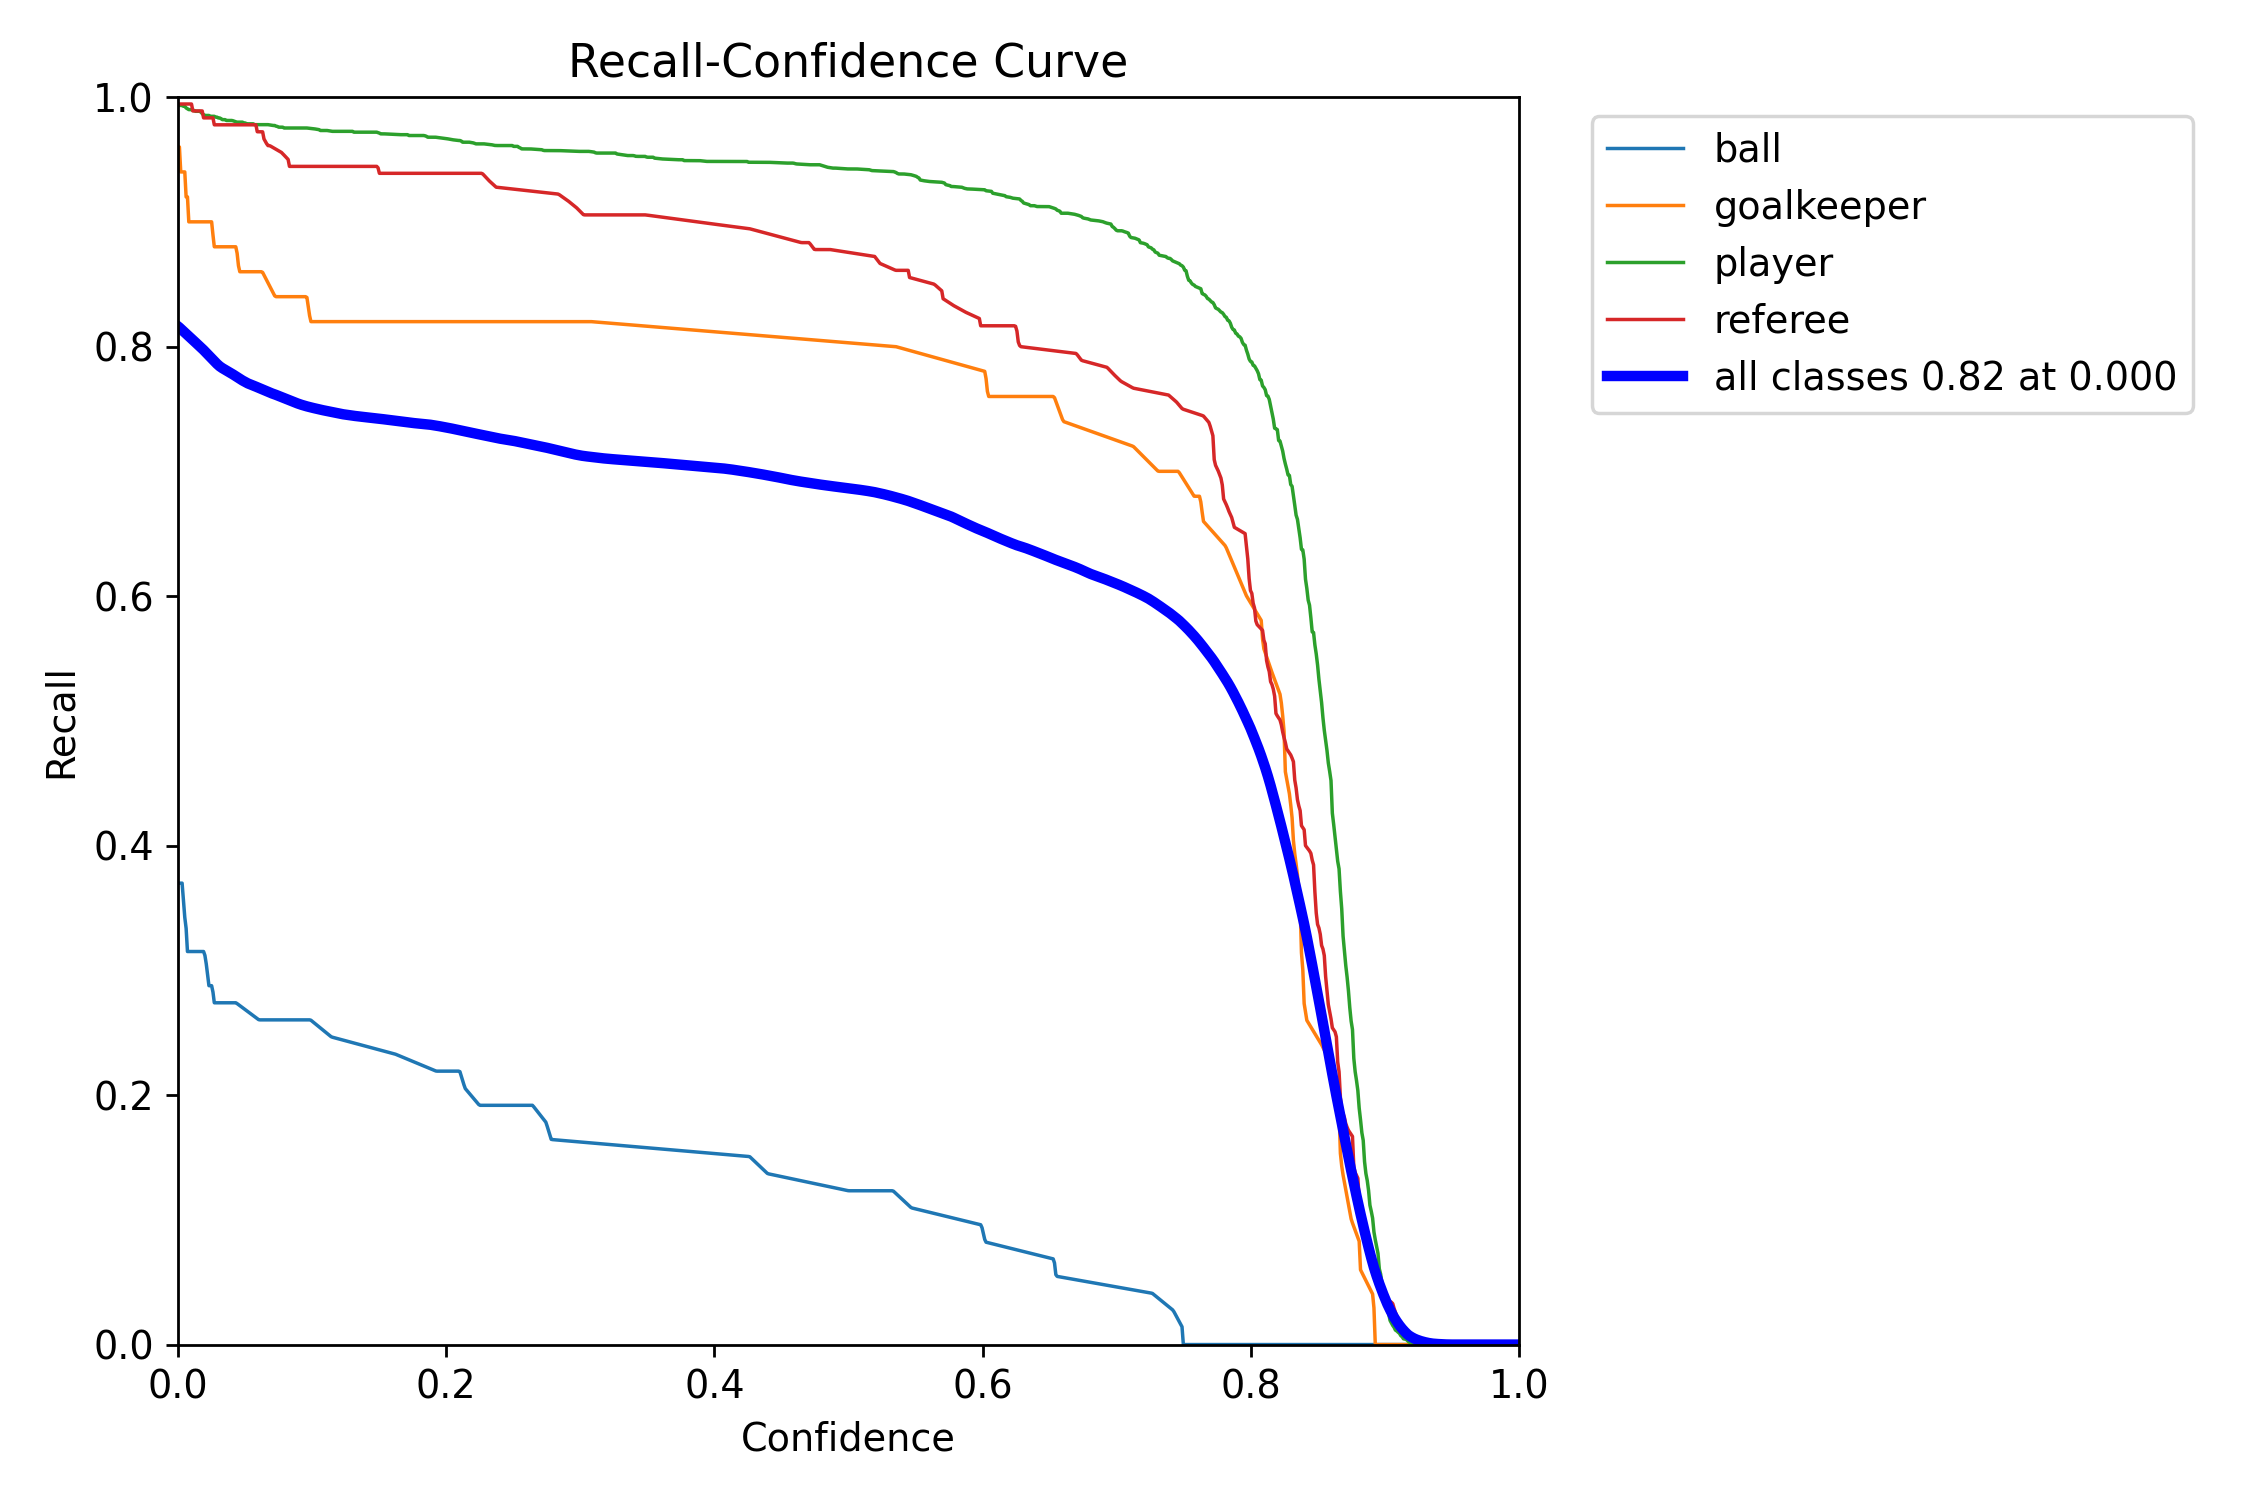 Recall-Confidence Curve
1.0
0.8
0.6
0.4
0.2
0.0
Recall
0.0 0.2 0.4 0.6 0.8 1.0
Confidence
ball
goalkeeper
player
referee
all classes 0.82 at 0.000